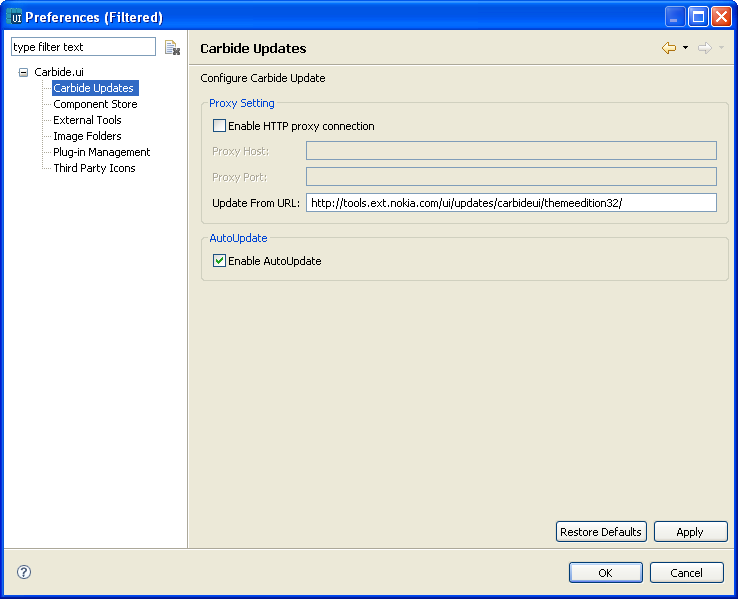 UI Preferences (Filtered)
type filter text
Carbide.ui
Carbide Updates
Component Store
External Tools
Image Folders
Plug-in Management
Third Party Icons
Carbide Updates
Configure Carbide Update
Proxy Setting
Enable HTTP proxy connection
Proxy Host:
Proxy Port:
Update From URL: http://tools.ext.nokia.com/ui/updates/carbideui/themeedition32/
AutoUpdate
Enable AutoUpdate
Restore Defaults Apply
? OK Cancel